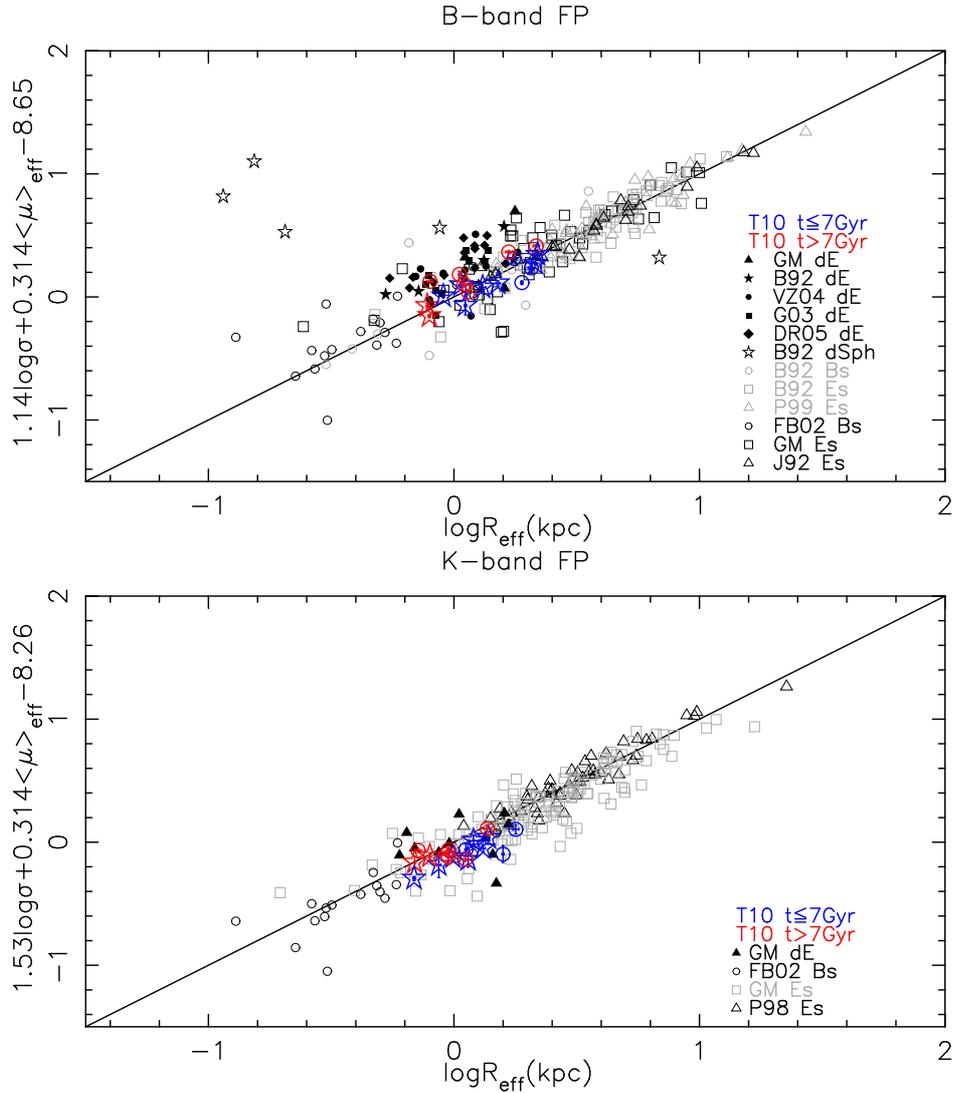 B-band FP
1.14logσ+0.314<μ>eff-8.65
2
1
0
-1
T10 t≦7Gyr
T10 t>7Gyr
GM dE
B92 dE
VZ04 dE
G03 dE
DR05 dE
B92 dSph
B92 Bs
B92 Es
P99 Es
FB02 Bs
GM Es
J92 Es
-1 0 1 2
logReff(kpc)
K-band FP
1.53logσ+0.314<μ>eff-8.26
2
1
0
-1
T10 t≦7Gyr
T10 t>7Gyr
GM dE
FB02 Bs
GM Es
P98 Es
-1 0 1 2
logReff(kpc)